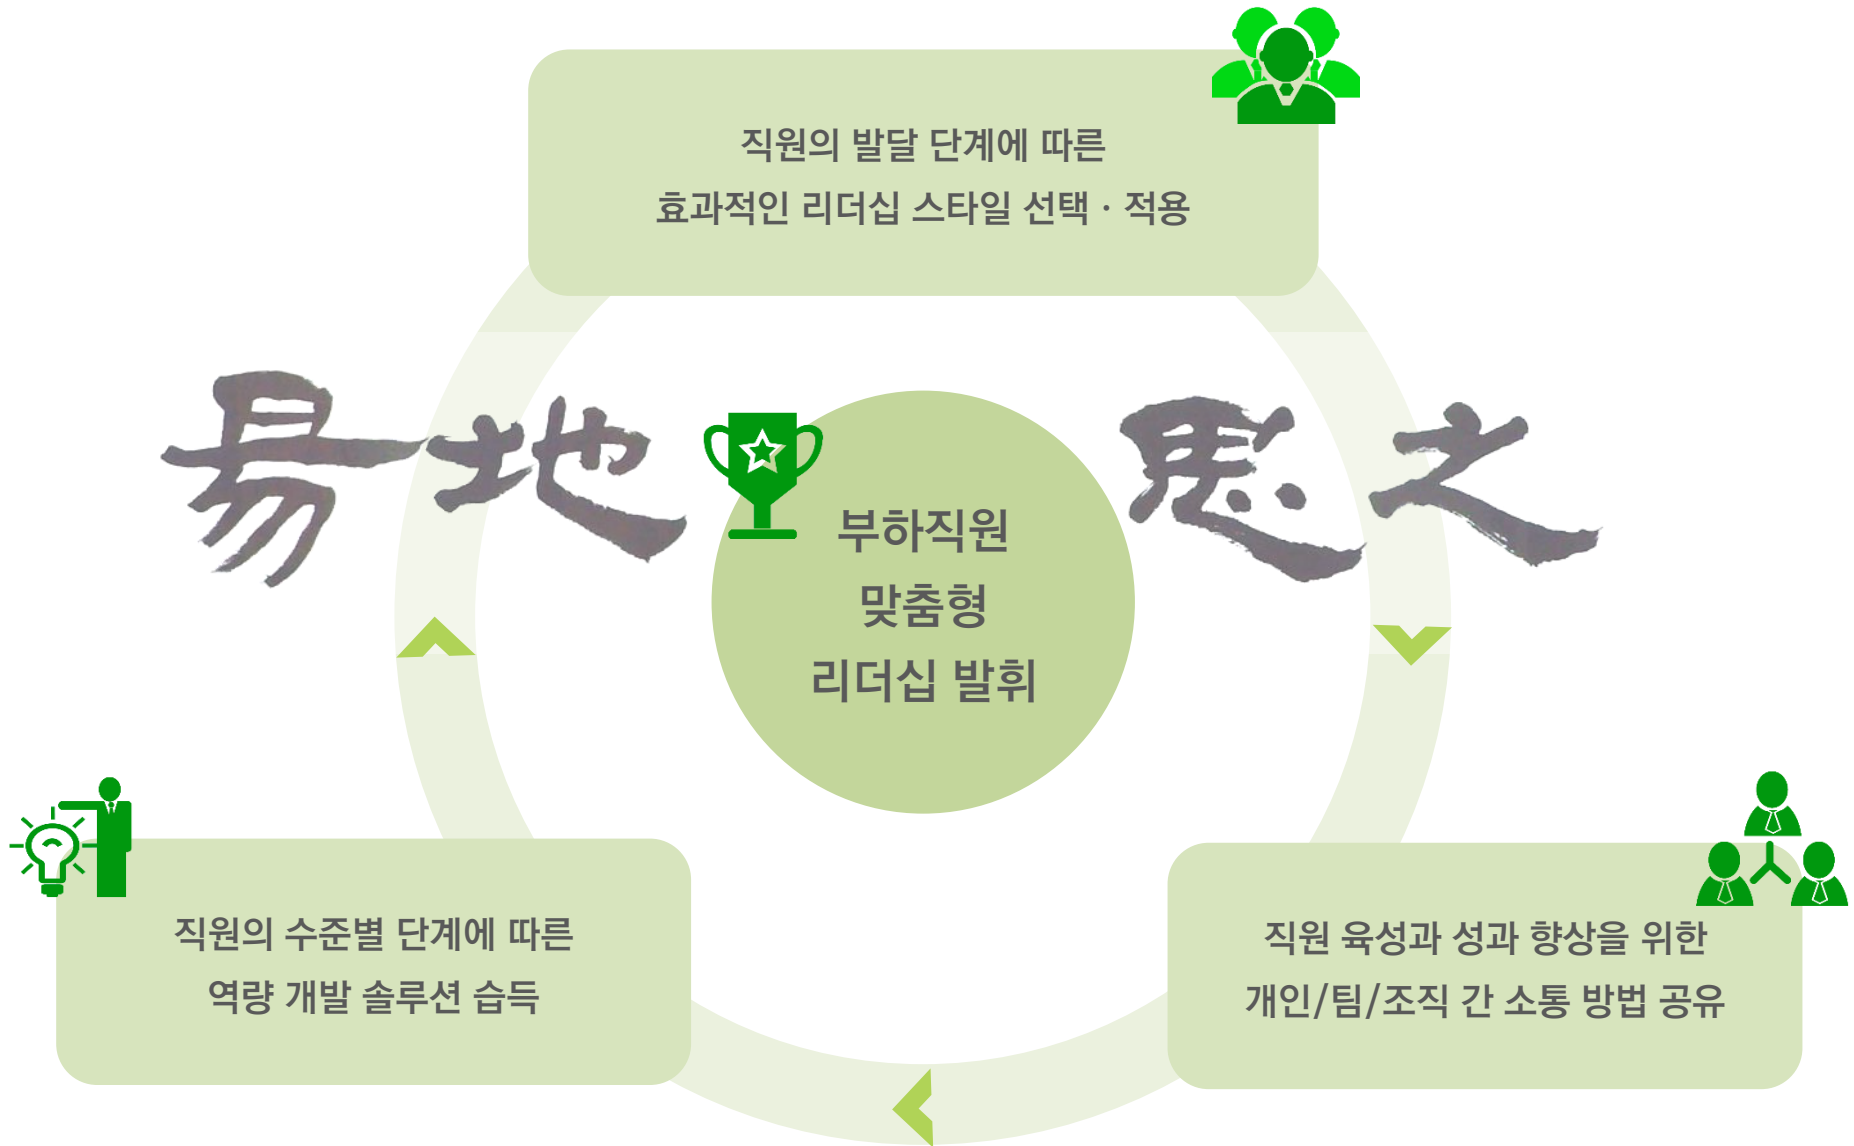 직원의 발달 단계에 따른
효과적인 리더십 스타일 선택 · 적용
易地 思之
부하직원
맞춤형
리더십 발휘
직원의 수준별 단계에 따른
역량 개발 솔루션 습득
직원 육성과 성과 향상을 위한
개인/팀/조직 간 소통 방법 공유